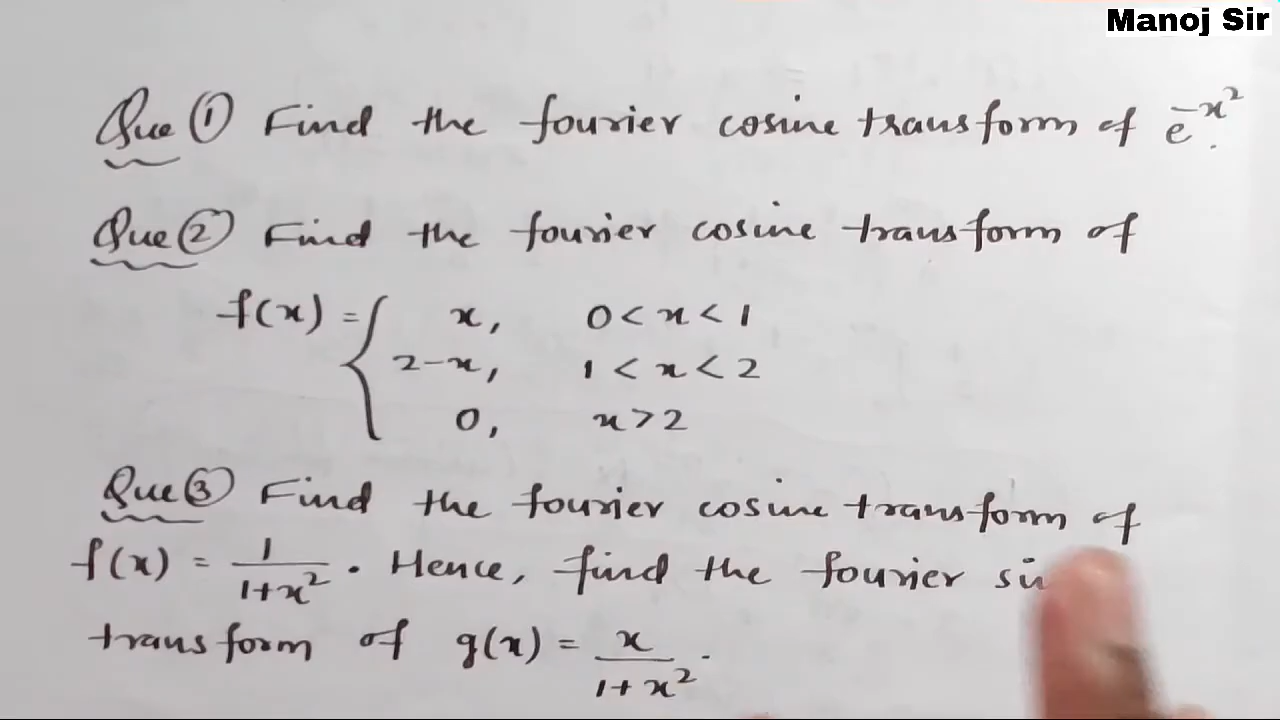 Manoj Sir
Que ① Find the fourier cosine transform of e^{-x^2}.
Que ② Find the fourier cosine transform of
f(x) = { x, 0 < x < 1
2-x, 1 < x < 2
0, x > 2
Que ③ Find the fourier cosine transform of
f(x) = 1/(1+x^2). Hence, find the fourier
transform of g(x) = x/(1+x^2).